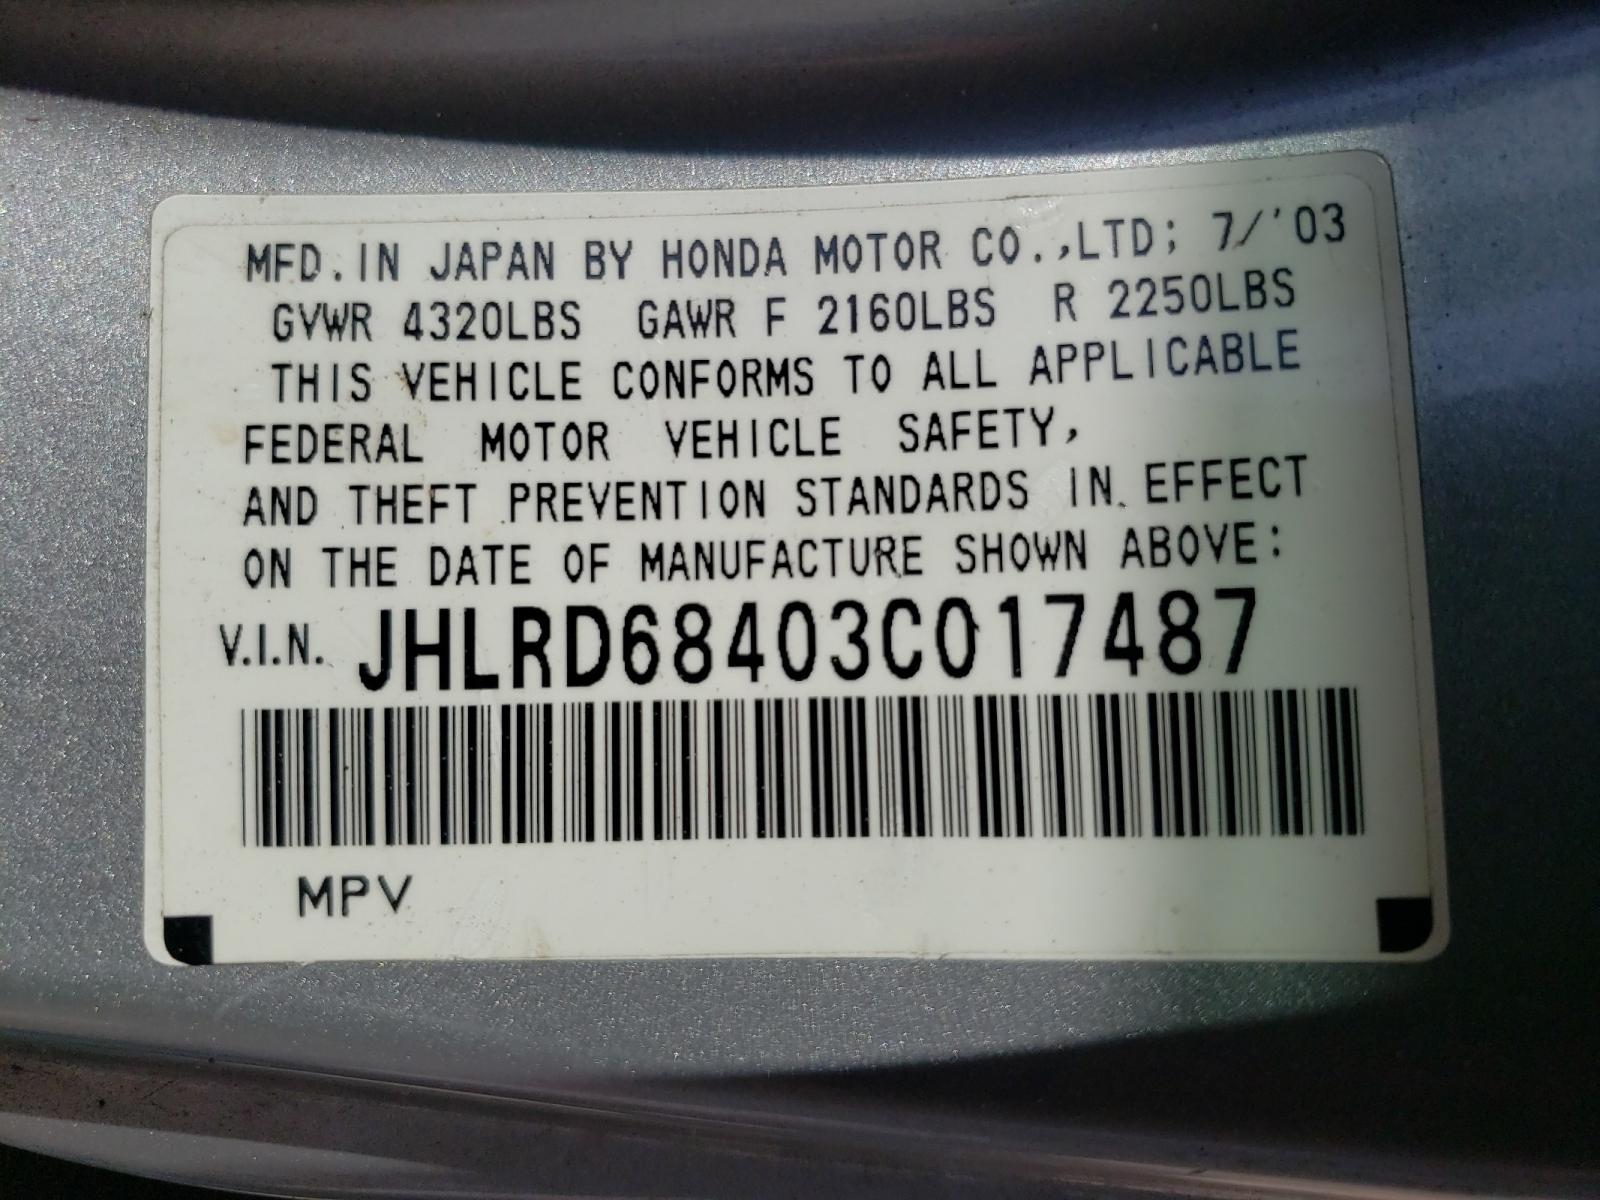 MFD.IN JAPAN BY HONDA MOTOR CO.,LTD; 7/'03
GVWR 4320LBS GAWR F 2160LBS R 2250LBS
THIS VEHICLE CONFORMS TO ALL APPLICABLE
FEDERAL MOTOR VEHICLE SAFETY,
AND THEFT PREVENTION STANDARDS IN EFFECT
ON THE DATE OF MANUFACTURE SHOWN ABOVE:
V.I.N. JHLRD68403C017487
MPV